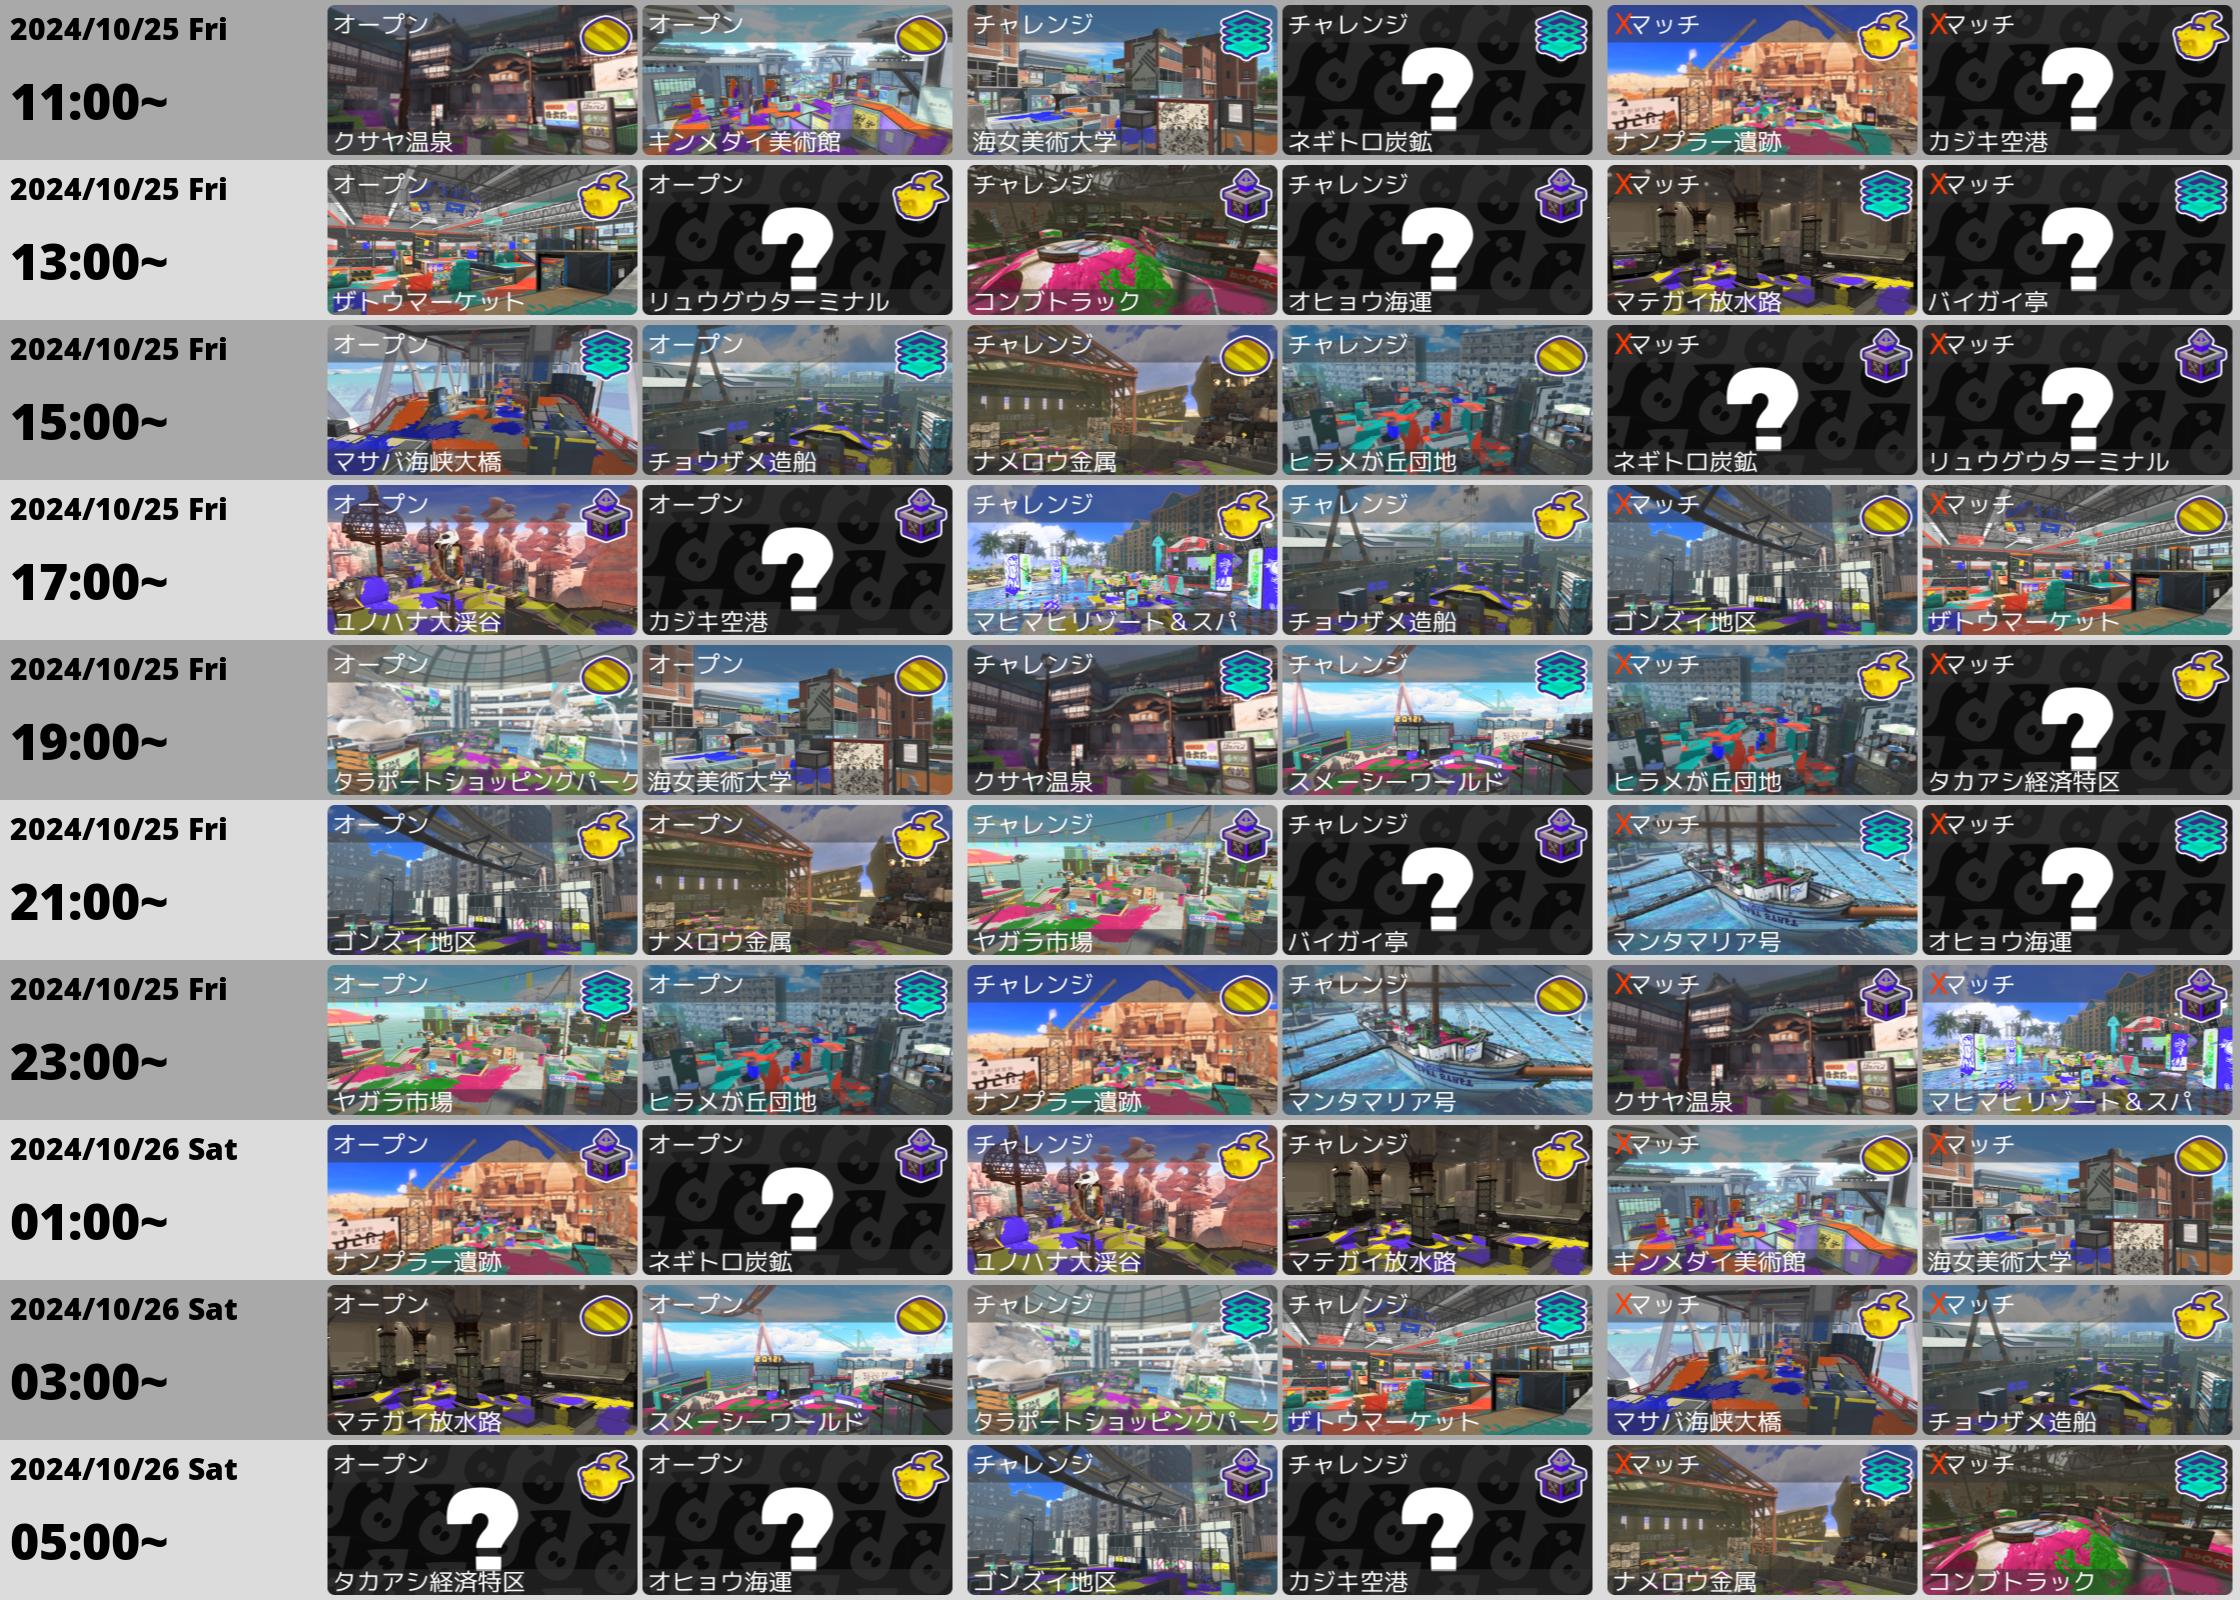 2024/10/25 Fri
11:00~
オープン
クサヤ温泉
オープン
キンメダイ美術館
チャレンジ
海女美術大学
チャレンジ
ネギトロ炭鉱
Xマッチ
ナンプラー遺跡
Xマッチ
カジキ空港
2024/10/25 Fri
13:00~
オープン
ザトウマーケット
オープン
リュウグウターミナル
チャレンジ
コンブトラック
チャレンジ
オヒョウ海運
Xマッチ
マテガイ放水路
Xマッチ
バイガイ亭
2024/10/25 Fri
15:00~
オープン
マサバ海峡大橋
オープン
チョウザメ造船
チャレンジ
ナメロウ金属
チャレンジ
ヒラメが丘団地
Xマッチ
ネギトロ炭鉱
Xマッチ
リュウグウターミナル
2024/10/25 Fri
17:00~
オープン
ユノハナ大渓谷
オープン
カジキ空港
チャレンジ
マヒマヒリゾート&スパ
チャレンジ
チョウザメ造船
Xマッチ
ゴンズイ地区
Xマッチ
ザトウマーケット
2024/10/25 Fri
19:00~
オープン
タラポートショッピングパーク
オープン
海女美術大学
チャレンジ
クサヤ温泉
チャレンジ
スメーシーワールド
Xマッチ
ヒラメが丘団地
Xマッチ
タカアシ経済特区
2024/10/25 Fri
21:00~
オープン
ゴンズイ地区
オープン
ナメロウ金属
チャレンジ
ヤガラ市場
チャレンジ
バイガイ亭
Xマッチ
マンタマリア号
Xマッチ
オヒョウ海運
2024/10/25 Fri
23:00~
オープン
ヤガラ市場
オープン
ヒラメが丘団地
チャレンジ
ナンプラー遺跡
チャレンジ
マンタマリア号
Xマッチ
クサヤ温泉
Xマッチ
マヒマヒリゾート&スパ
2024/10/26 Sat
01:00~
オープン
ナンプラー遺跡
オープン
ネギトロ炭鉱
チャレンジ
ユノハナ大渓谷
チャレンジ
マテガイ放水路
Xマッチ
キンメダイ美術館
Xマッチ
海女美術大学
2024/10/26 Sat
03:00~
オープン
マテガイ放水路
オープン
スメーシーワールド
チャレンジ
タラポートショッピングパーク
チャレンジ
ザトウマーケット
Xマッチ
マサバ海峡大橋
Xマッチ
チョウザメ造船
2024/10/26 Sat
05:00~
オープン
タカアシ経済特区
オープン
オヒョウ海運
チャレンジ
ゴンズイ地区
チャレンジ
カジキ空港
Xマッチ
ナメロウ金属
Xマッチ
コンブトラック